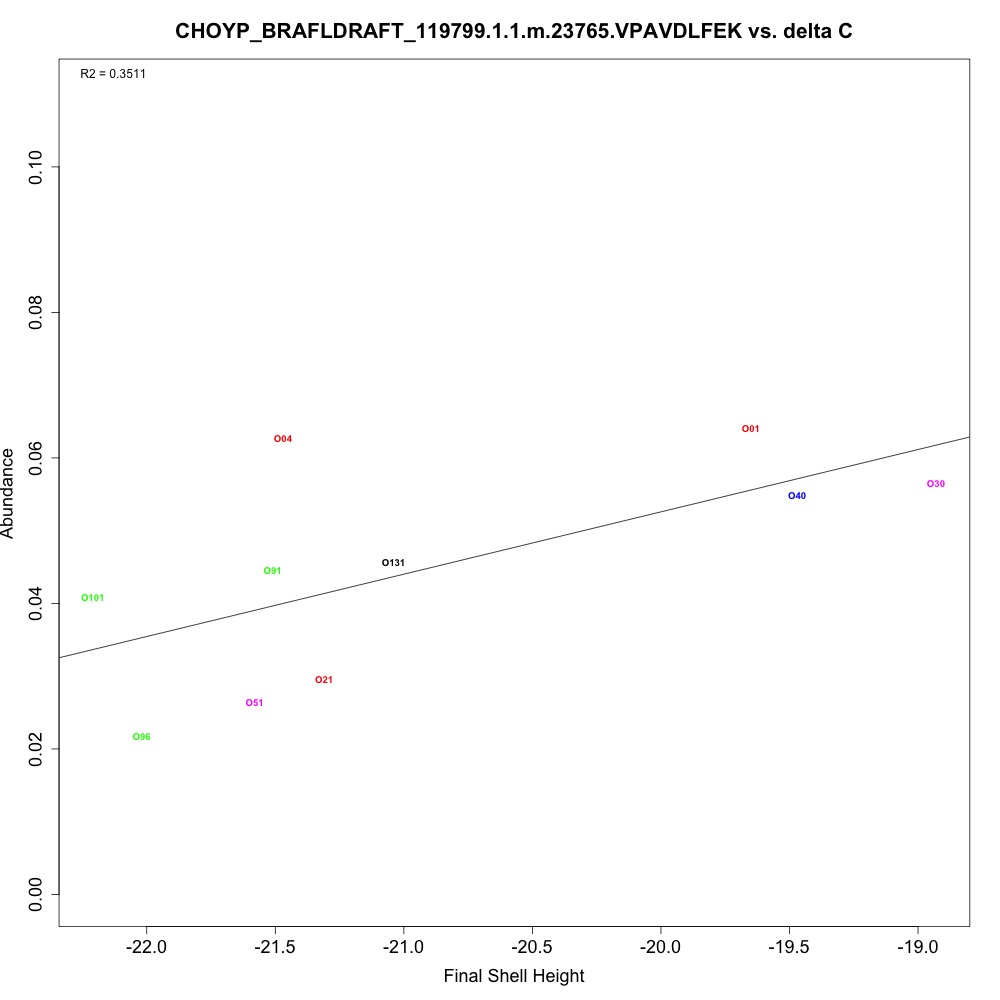 CHOYP_BRAFLDRAFT_119799.1.1.m.23765.VPAVDLFEK vs. delta C
R2 = 0.3511
0.10
0.08
0.06
0.04
0.02
0.00
Abundance
O04
O01
O40
O30
O91
O131
O101
O21
O51
O96
-22.0 -21.5 -21.0 -20.5 -20.0 -19.5 -19.0
Final Shell Height